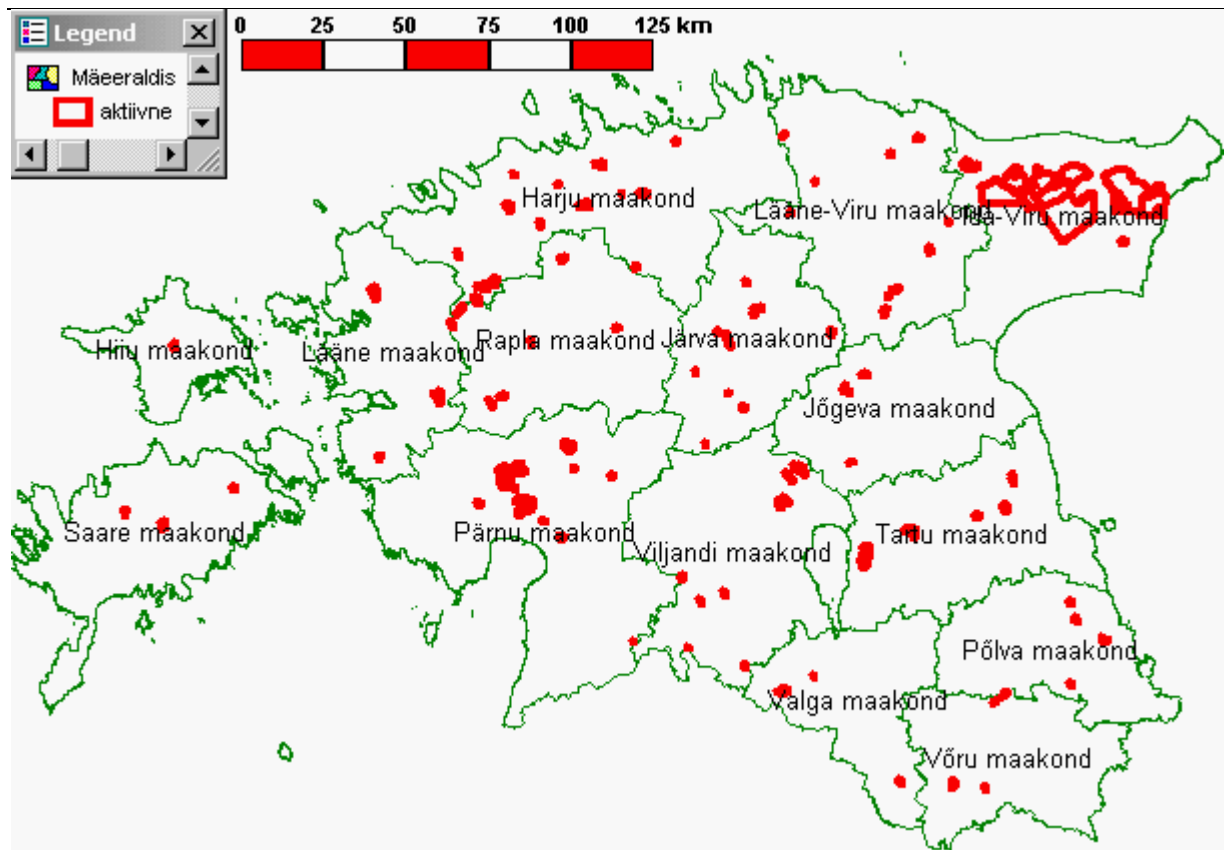 Legend
Mäeeraldis
aktiivne
0 25 50 75 100 125 km
Harju maakond
Lääne-Viru maakond
Ida-Viru maakond
Hiiu maakond
Lääne maakond
Rapla maakond
Järva maakond
Jõgeva maakond
Saare maakond
Pärnu maakond
Viljandi maakond
Tartu maakond
Põlva maakond
Valga maakond
Võru maakond